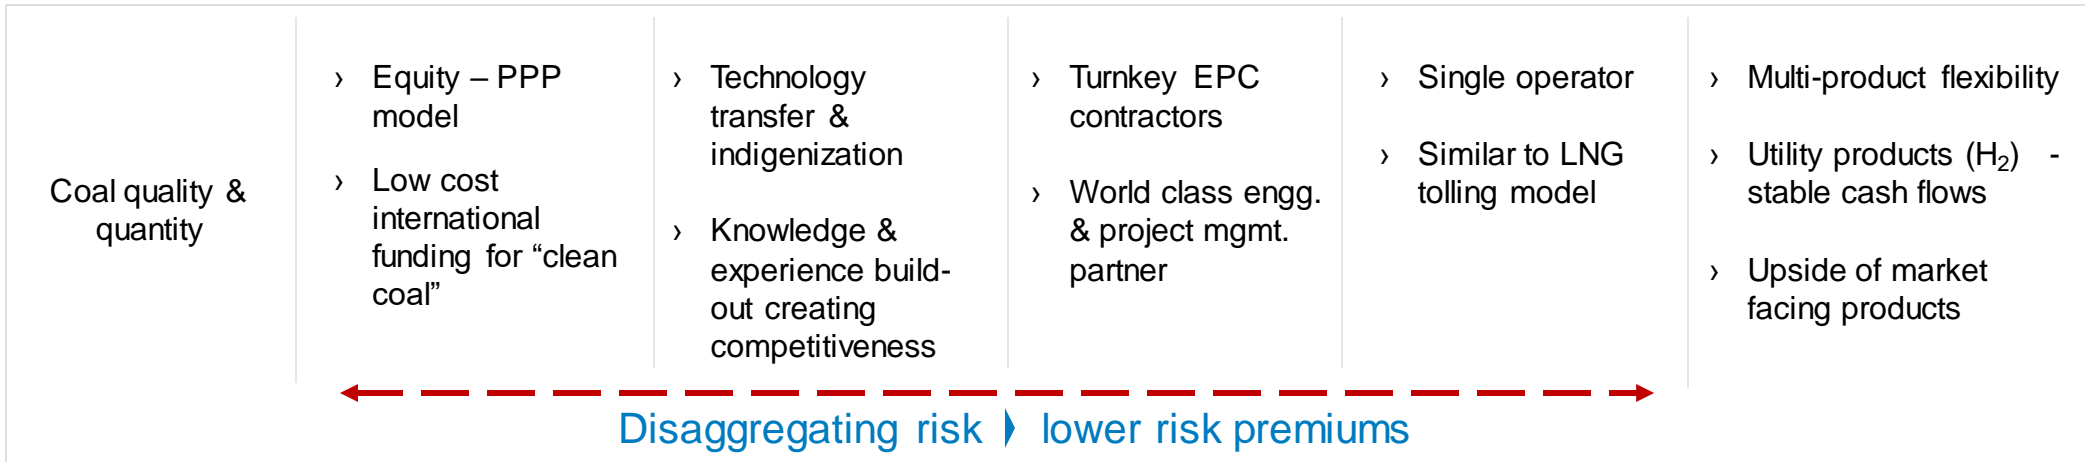 Coal quality &
quantity
› Equity – PPP
model
› Low cost
international
funding for “clean
coal”
› Technology
transfer &
indigenization
› Knowledge &
experience build-
out creating
competitiveness
› Turnkey EPC
contractors
› World class engg.
& project mgmt.
partner
› Single operator
› Similar to LNG
tolling model
› Multi-product flexibility
› Utility products (H₂) -
stable cash flows
› Upside of market
facing products
Disaggregating risk lower risk premiums